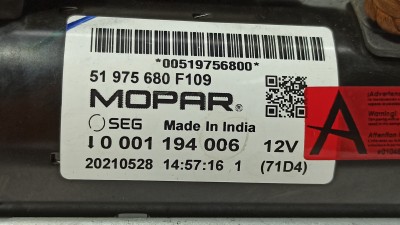 *00519756800*
51 975 680 F109
MOPAR®
SEG Made in India
0 001 194 006 12V
20210528 14:57:16 1 (71D4)
Warning!